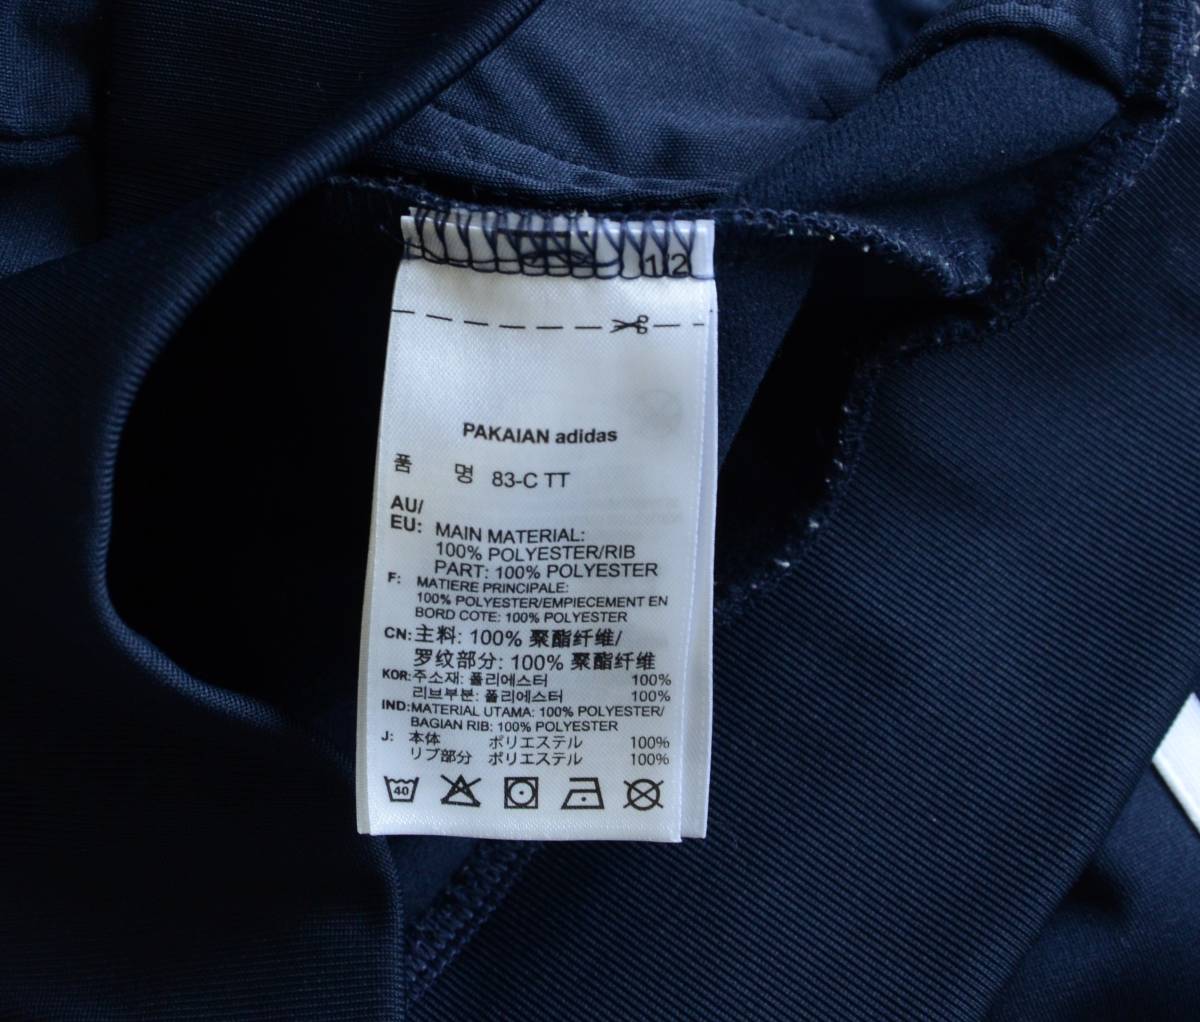 12
PAKAIAN adidas
품 명 83-C TT
AU/
EU: MAIN MATERIAL:
100% POLYESTER/RIB
PART: 100% POLYESTER
F: MATIERE PRINCIPALE:
100% POLYESTER/EMPIECEMENT EN
BORD COTE: 100% POLYESTER
CN: 主料: 100% 聚酯纤维/
罗纹部分: 100% 聚酯纤维
KOR: 주소재: 폴리에스터 100%
리브부분: 폴리에스터 100%
IND: MATERIAL UTAMA: 100% POLYESTER/
BAGIAN RIB: 100% POLYESTER
J: 本体 ポリエステル 100%
リブ部分 ポリエステル 100%
40